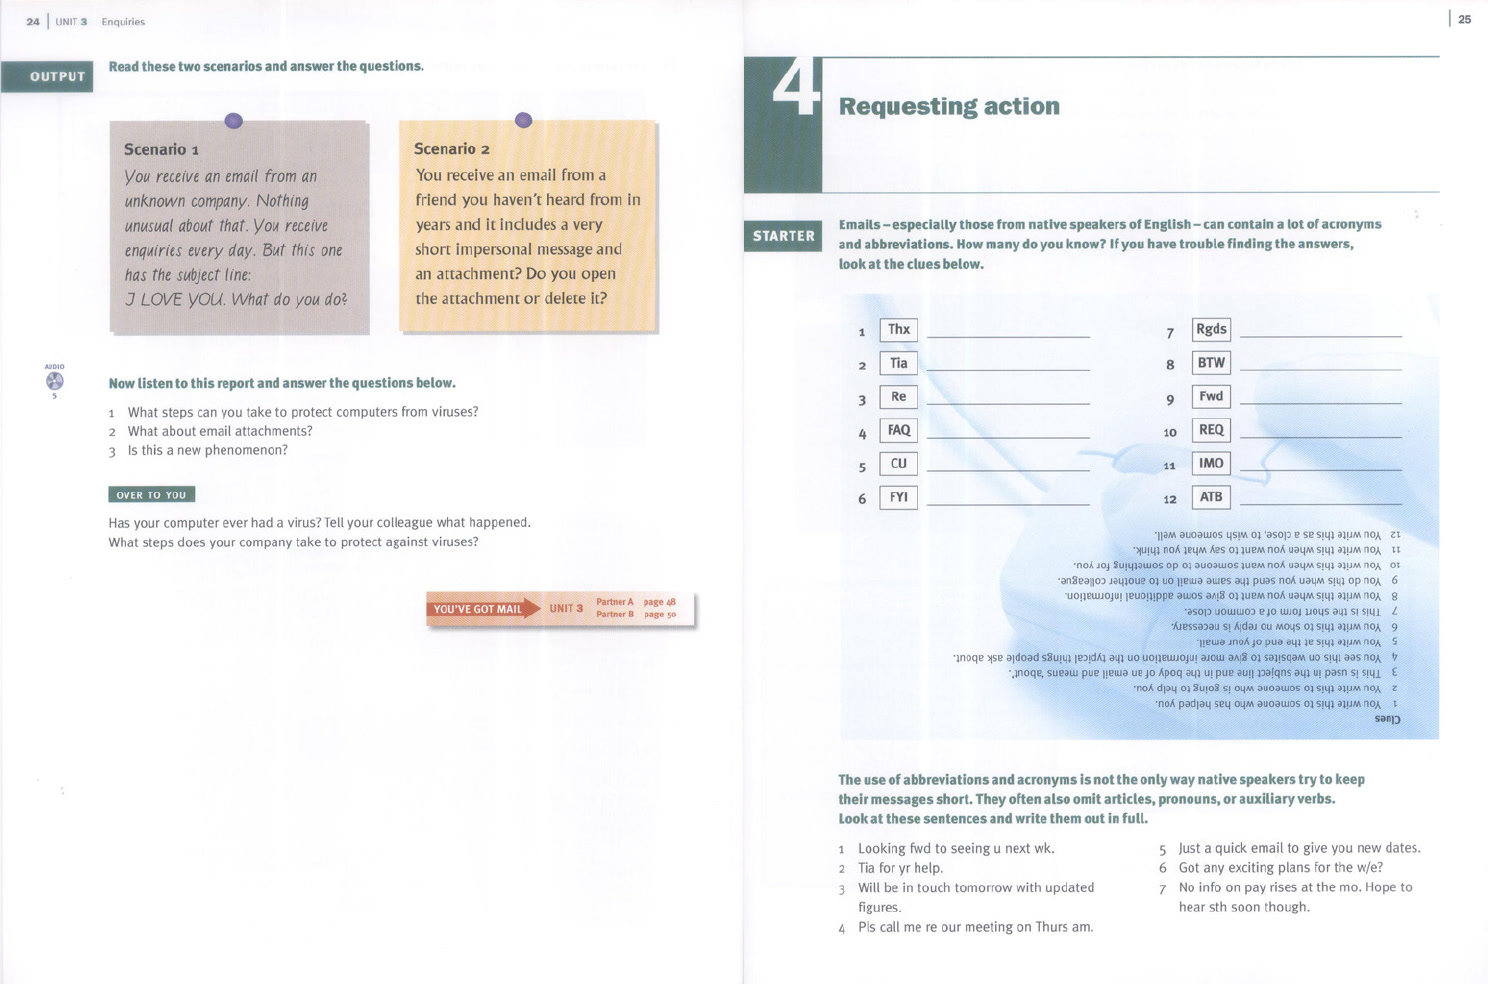 24 | UNIT 3 Enquiries
OUTPUT
Read these two scenarios and answer the questions.
Scenario 1
You receive an email from an
unknown company. Nothing
unusual about that. You receive
enquiries every day. But this one
has the subject line:
I LOVE YOU. What do you do?
Scenario 2
You receive an email from a
friend you haven't heard from in
years and it includes a very
short impersonal message and
an attachment? Do you open
the attachment or delete it?
AUDIO
5
Now listen to this report and answer the questions below.
1 What steps can you take to protect computers from viruses?
2 What about email attachments?
3 Is this a new phenomenon?
OVER TO YOU
Has your computer ever had a virus? Tell your colleague what happened.
What steps does your company take to protect against viruses?
YOU'VE GOT MAIL UNIT 3
Partner A page 48
Partner B page 50
| 25
4
Requesting action
STARTER
Emails – especially those from native speakers of English – can contain a lot of acronyms
and abbreviations. How many do you know? If you have trouble finding the answers,
look at the clues below.
1 Thx
2 Tia
3 Re
4 FAQ
5 CU
6 FYI
7 Rgds
8 BTW
9 Fwd
10 REQ
11 IMO
12 ATB
Clues
1 You write this to someone who has helped you.
2 You write this to someone who is going to help you.
3 This is used in the subject line and in the body of an email and means 'about'.
4 You see this on websites to give more information on the typical things people ask about.
5 You write this at the end of your email.
6 You write this to show no reply is necessary.
7 This is the short form of a common close.
8 You write this when you want to give some additional information.
9 You do this when you send the same email on to another colleague.
10 You write this when you want someone to do something for you.
11 You write this when you want to say what you think.
12 You write this as a close, to wish someone well.
The use of abbreviations and acronyms is not the only way native speakers try to keep
their messages short. They often also omit articles, pronouns, or auxiliary verbs.
Look at these sentences and write them out in full.
1 Looking fwd to seeing u next wk.
2 Tia for yr help.
3 Will be in touch tomorrow with updated
figures.
4 Pls call me re our meeting on Thurs am.
5 Just a quick email to give you new dates.
6 Got any exciting plans for the w/e?
7 No info on pay rises at the mo. Hope to
hear sth soon though.